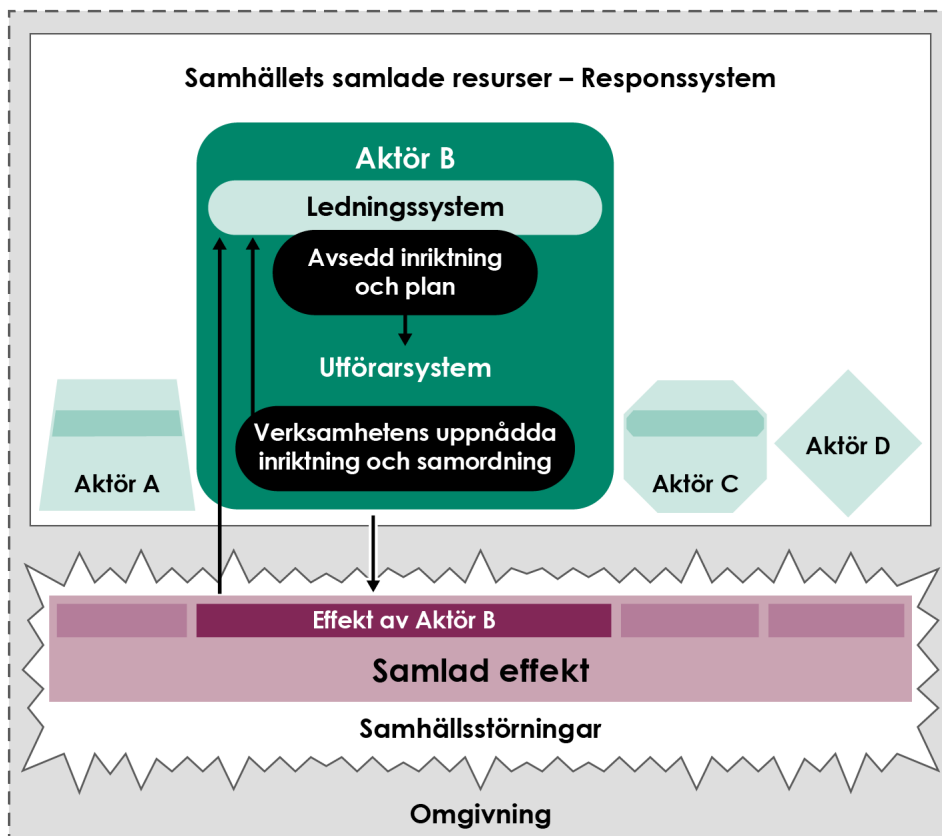 Samhällets samlade resurser – Responssystem
Aktör B
Ledningssystem
Avsedd inriktning
och plan
Utförarsystem
Verksamhetens uppnådda
inriktning och samordning
Aktör A
Aktör C
Aktör D
Effekt av Aktör B
Samlad effekt
Samhällsstörningar
Omgivning